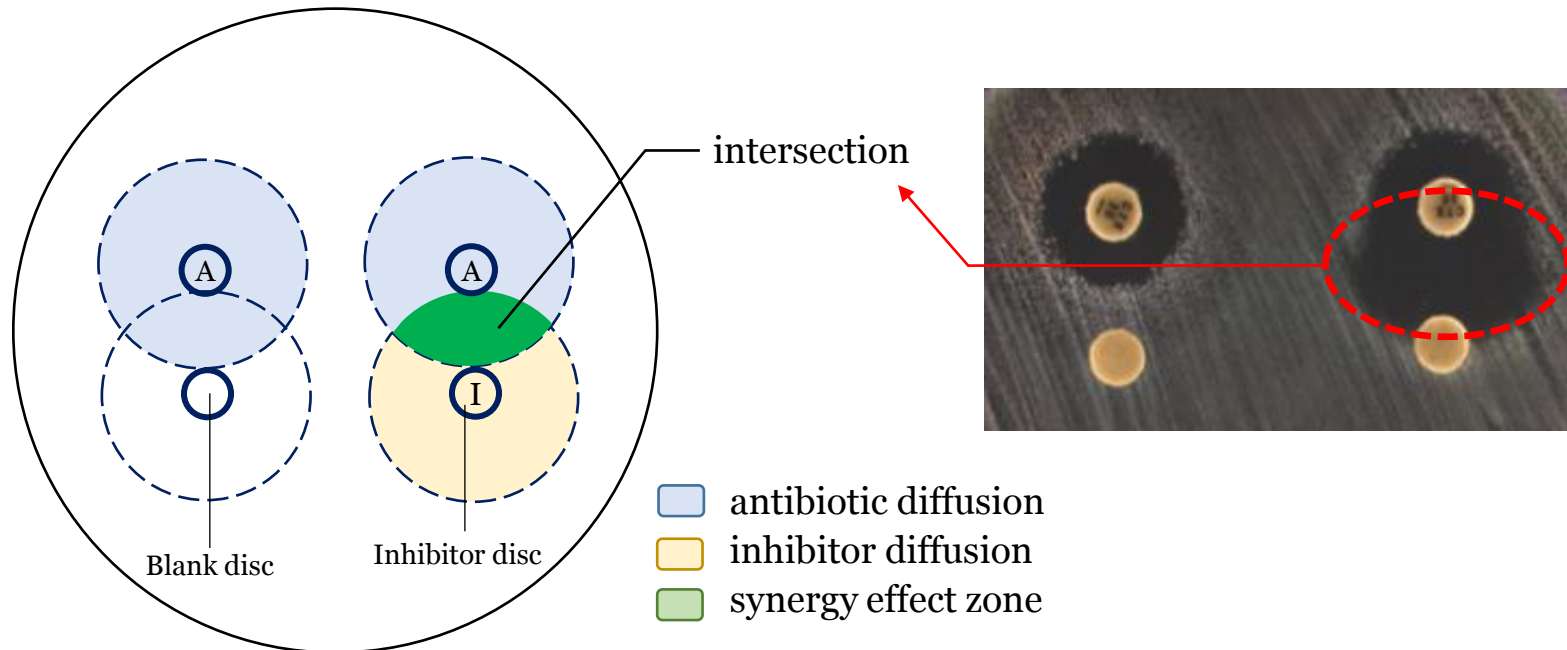 intersection
A
A
I
Blank disc
Inhibitor disc
antibiotic diffusion
inhibitor diffusion
synergy effect zone